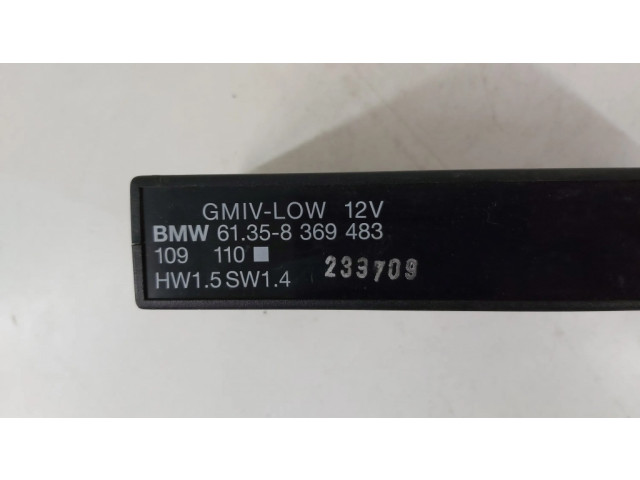 GMIV-LOW 12V
BMW 61.35-8 369 483
109 110 ■
HW1.5 SW1.4 233709